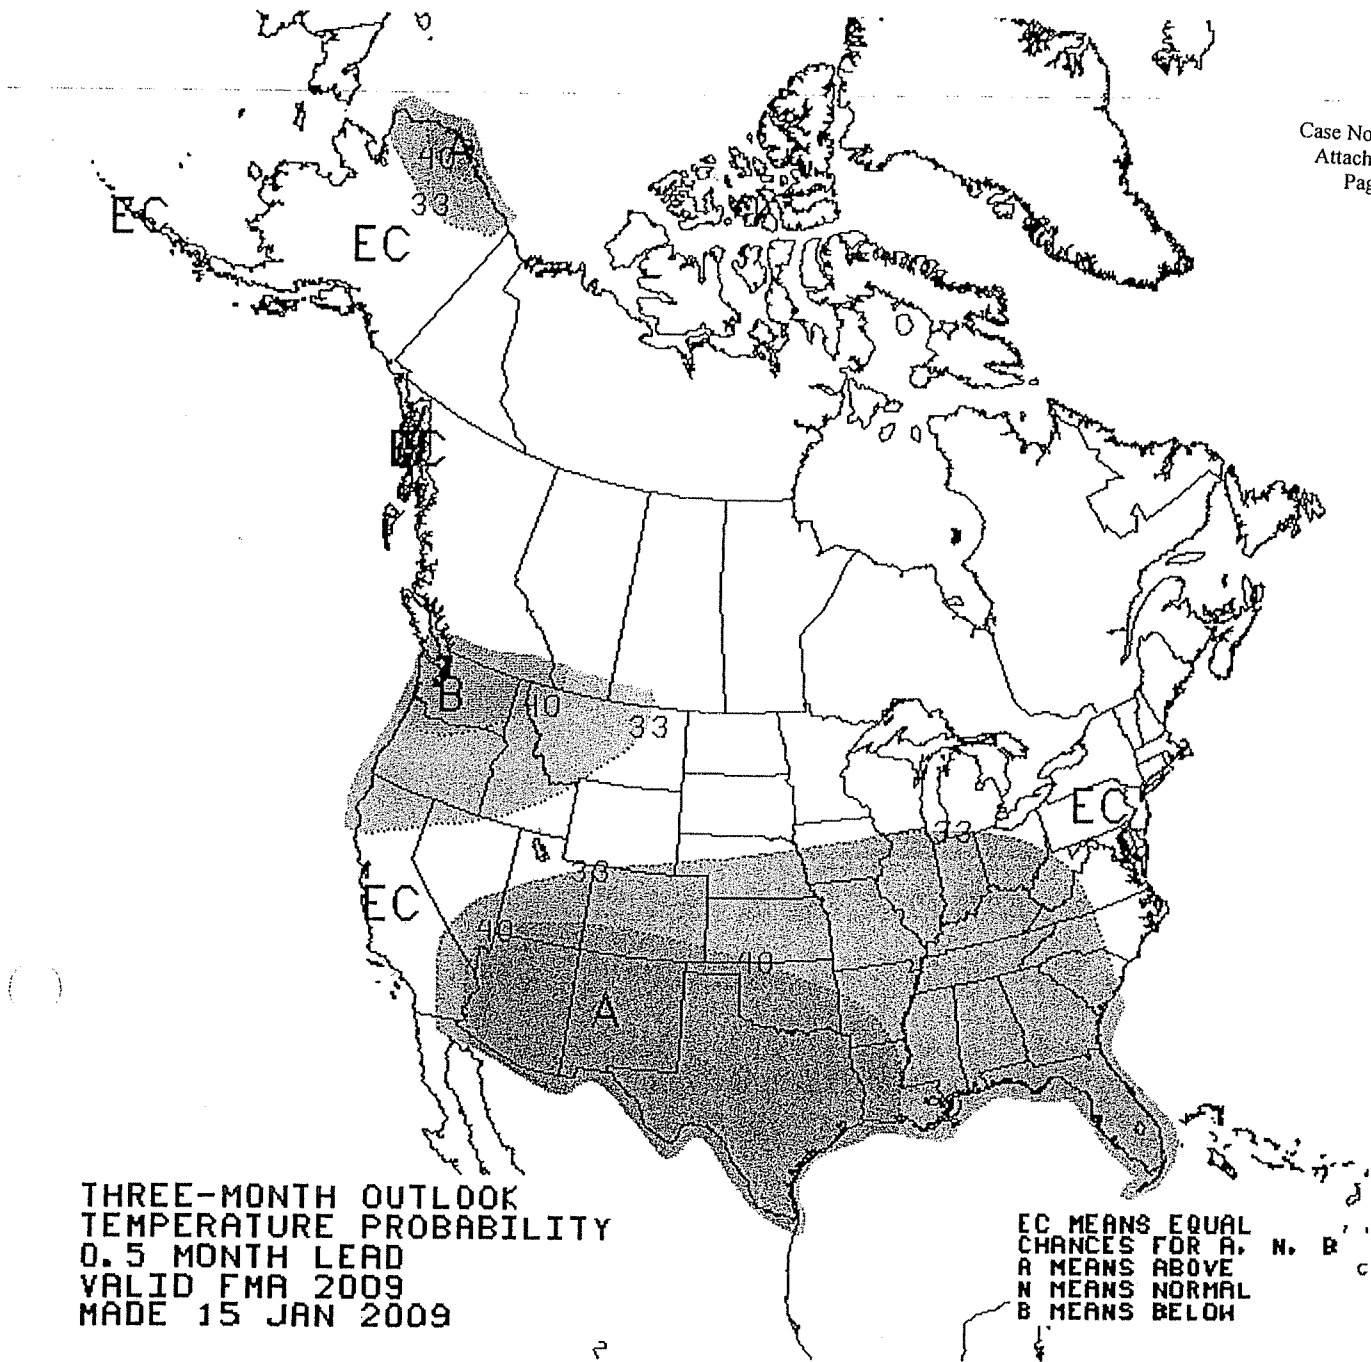 Case No
Attach
Pag
40
A
33
EC
EC
EC
B
40
33
EC
33
33
EC
40
40
A
THREE-MONTH OUTLOOK
TEMPERATURE PROBABILITY
0.5 MONTH LEAD
VALID FMA 2009
MADE 15 JAN 2009
EC MEANS EQUAL
CHANCES FOR A, N, B
A MEANS ABOVE
N MEANS NORMAL
B MEANS BELOW
C